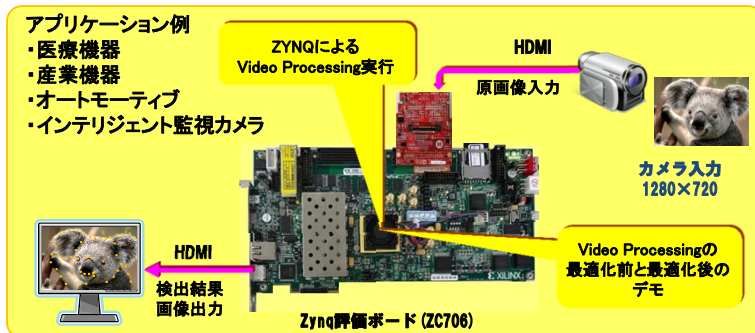 アプリケーション例
・医療機器
・産業機器
・オートモーティブ
・インテリジェント監視カメラ
ZYNQによる
Video Processing実行
HDMI
原画像入力
カメラ入力
1280×720
HDMI
検出結果
画像出力
Video Processingの
最適化前と最適化後の
デモ
XILINX
Zynq評価ボード(ZC706)